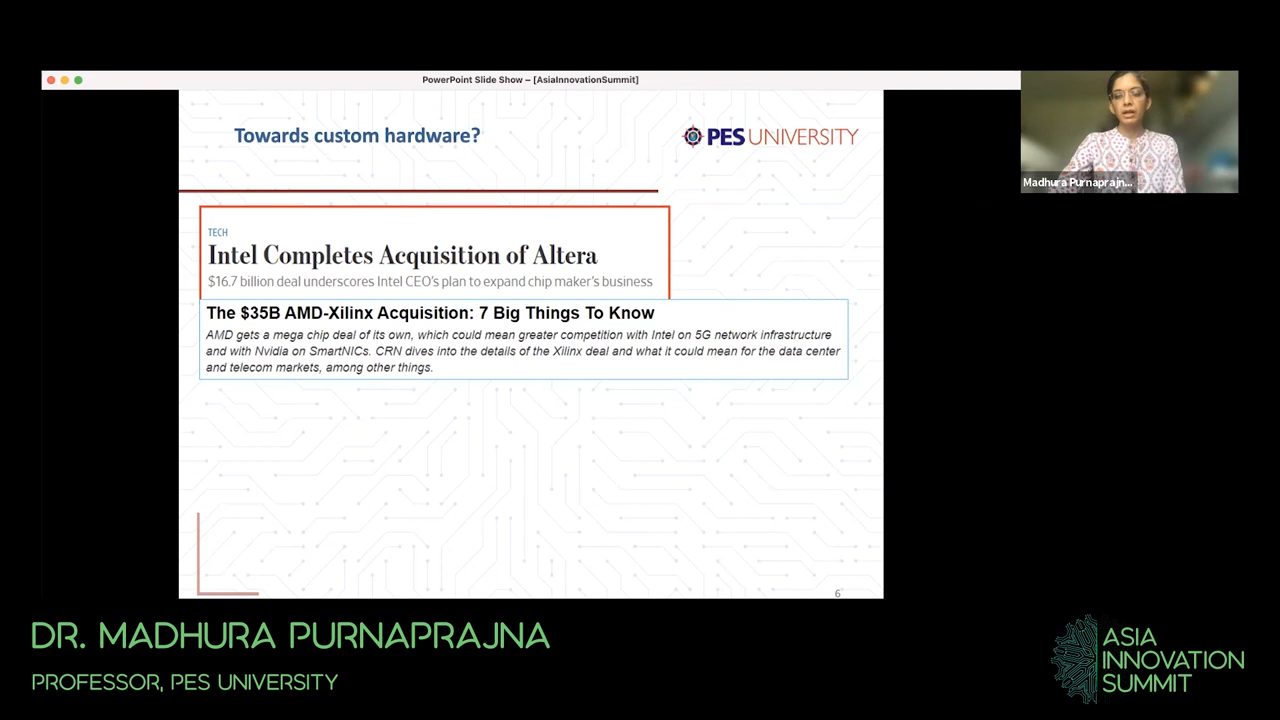 PowerPoint Slide Show – [AsiaInnovationSummit]
Towards custom hardware?
PES UNIVERSITY
TECH
Intel Completes Acquisition of Altera
$16.7 billion deal underscores Intel CEO's plan to expand chip maker's business
The $35B AMD-Xilinx Acquisition: 7 Big Things To Know
AMD gets a mega chip deal of its own, which could mean greater competition with Intel on 5G network infrastructure
and with Nvidia on SmartNICs. CRN dives into the details of the Xilinx deal and what it could mean for the data center
and telecom markets, among other things.
6
Madhura Purnaprajn...
DR. MADHURA PURNAPRAJNA
PROFESSOR, PES UNIVERSITY
ASIA
INNOVATION
SUMMIT